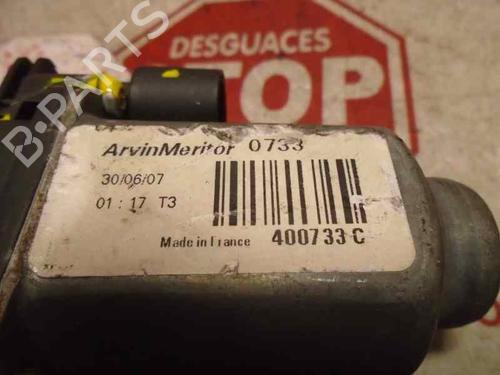 DESGUACES
STOP
B-PARTS
ArvinMeritor 0733
30/06/07
01 : 17 T3
Made in France 400733 C